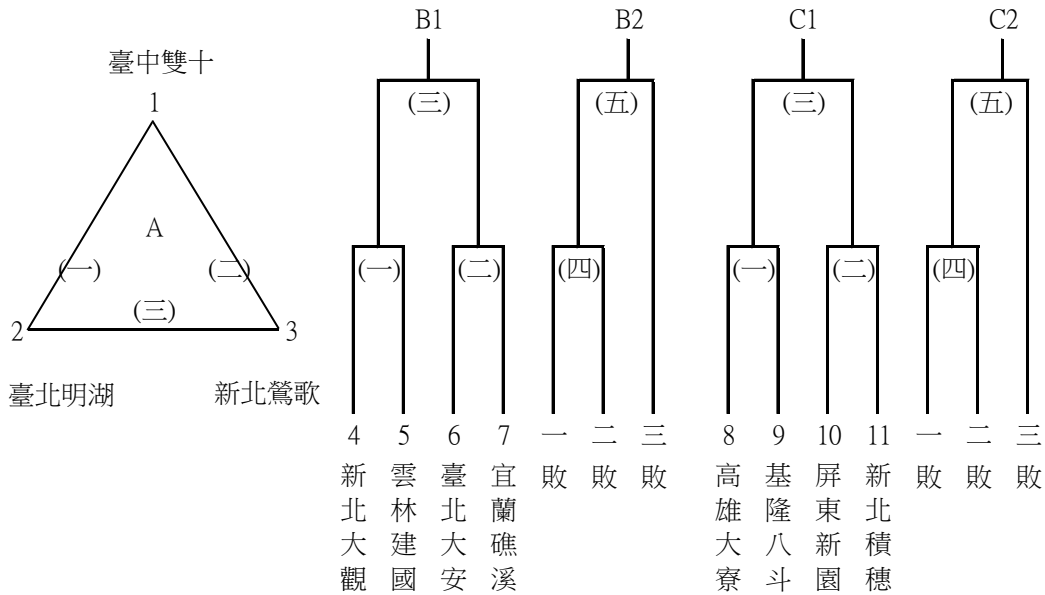 B1
B2
C1
C2
臺中雙十
1
(三)
(五)
(三)
(五)
A
(一)
(二)
(三)
(一)
(二)
(四)
(一)
(二)
(四)
2
3
臺北明湖
新北鶯歌
4
5
6
7
一
二
三
8
9
10
11
一
二
三
新北大觀
雲林建國
臺北大安
宜蘭礁溪
敗
敗
敗
高雄大寮
基隆八斗
屏東新園
新北積穗
敗
敗
敗